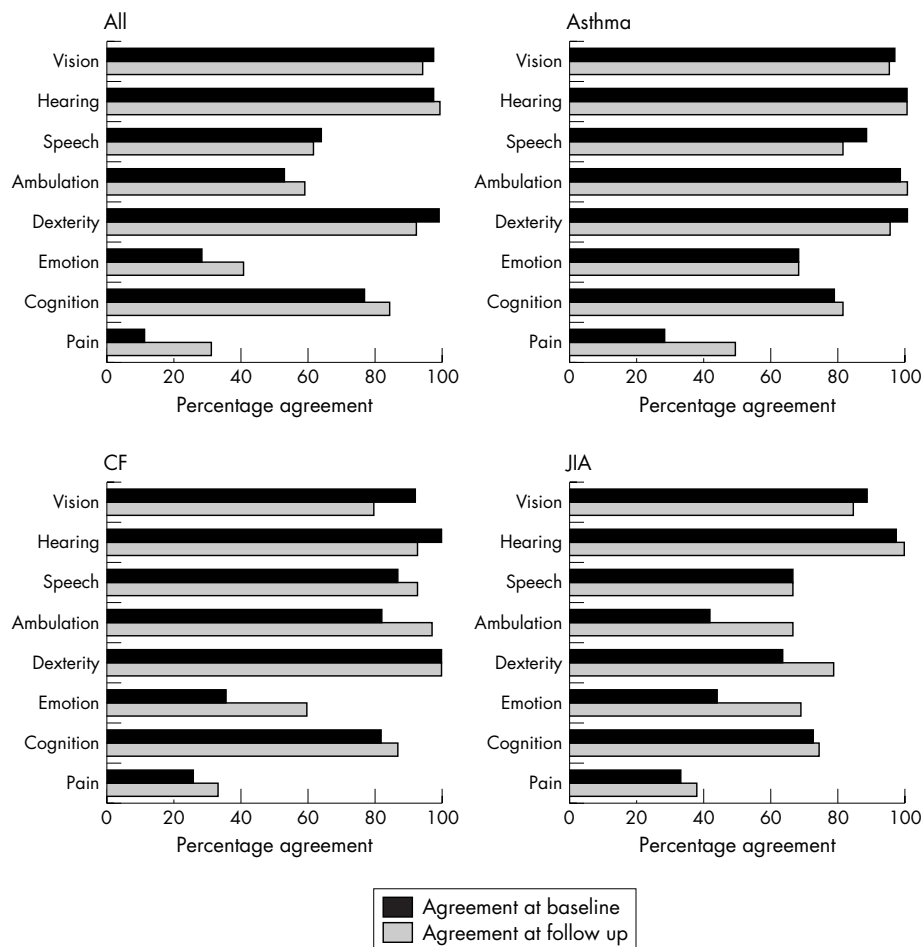 All
Vision
Hearing
Speech
Ambulation
Dexterity
Emotion
Cognition
Pain
0 20 40 60 80 100
Percentage agreement
Asthma
Vision
Hearing
Speech
Ambulation
Dexterity
Emotion
Cognition
Pain
0 20 40 60 80 100
Percentage agreement
CF
Vision
Hearing
Speech
Ambulation
Dexterity
Emotion
Cognition
Pain
0 20 40 60 80 100
Percentage agreement
JIA
Vision
Hearing
Speech
Ambulation
Dexterity
Emotion
Cognition
Pain
0 20 40 60 80 100
Percentage agreement
Agreement at baseline
Agreement at follow up